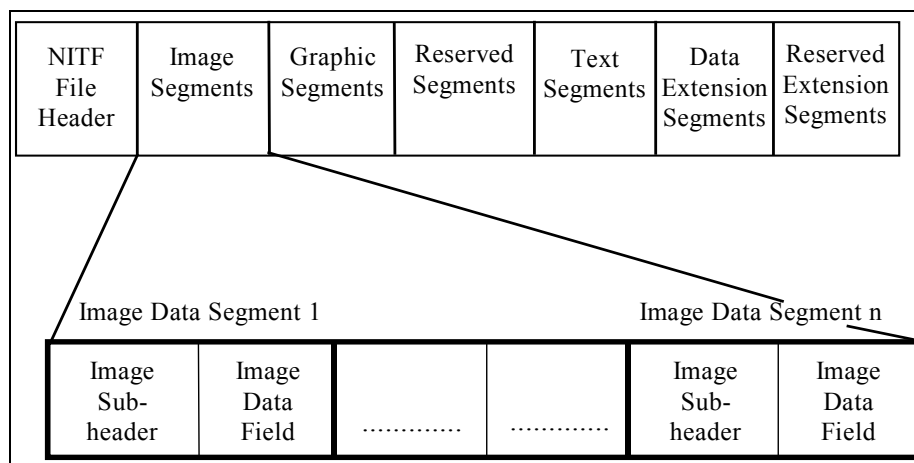 NITF
File
Header
Image
Segments
Graphic
Segments
Reserved
Segments
Text
Segments
Data
Extension
Segments
Reserved
Extension
Segments
Image Data Segment 1
Image Data Segment n
Image
Sub-
header
Image
Data
Field
.............
.............
Image
Sub-
header
Image
Data
Field